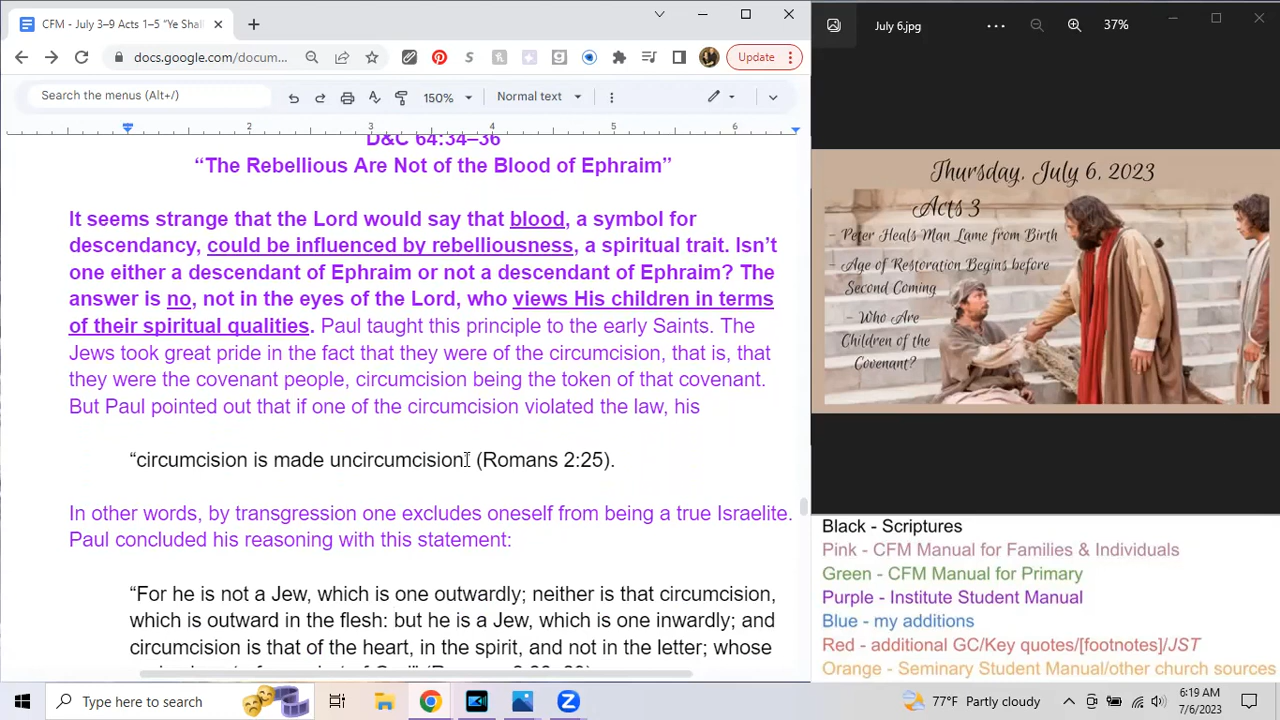 CFM - July 3–9 Acts 1–5 “Ye Shal
docs.google.com/docum...
Update
Search the menus (Alt+/)
150%
Normal text
2 3 4 5 6
D&C 64:34–36
“The Rebellious Are Not of the Blood of Ephraim”
It seems strange that the Lord would say that blood, a symbol for
descendancy, could be influenced by rebelliousness, a spiritual trait. Isn’t
one either a descendant of Ephraim or not a descendant of Ephraim? The
answer is no, not in the eyes of the Lord, who views His children in terms
of their spiritual qualities. Paul taught this principle to the early Saints. The
Jews took great pride in the fact that they were of the circumcision, that is, that
they were the covenant people, circumcision being the token of that covenant.
But Paul pointed out that if one of the circumcision violated the law, his
“circumcision is made uncircumcision” (Romans 2:25).
In other words, by transgression one excludes oneself from being a true Israelite.
Paul concluded his reasoning with this statement:
“For he is not a Jew, which is one outwardly; neither is that circumcision,
which is outward in the flesh: but he is a Jew, which is one inwardly; and
circumcision is that of the heart, in the spirit, and not in the letter; whose
July 6.jpg
37%
Thursday, July 6, 2023
Acts 3
- Peter Heals Man Lame from Birth
- Age of Restoration Begins before
Second Coming
- Who Are
Children of the
Covenant?
Black - Scriptures
Pink - CFM Manual for Families & Individuals
Green - CFM Manual for Primary
Purple - Institute Student Manual
Blue - my additions
Red - additional GC/Key quotes/[footnotes]/JST
Orange - Seminary Student Manual/other church sources
Type here to search
77°F Partly cloudy
6:19 AM
7/6/2023